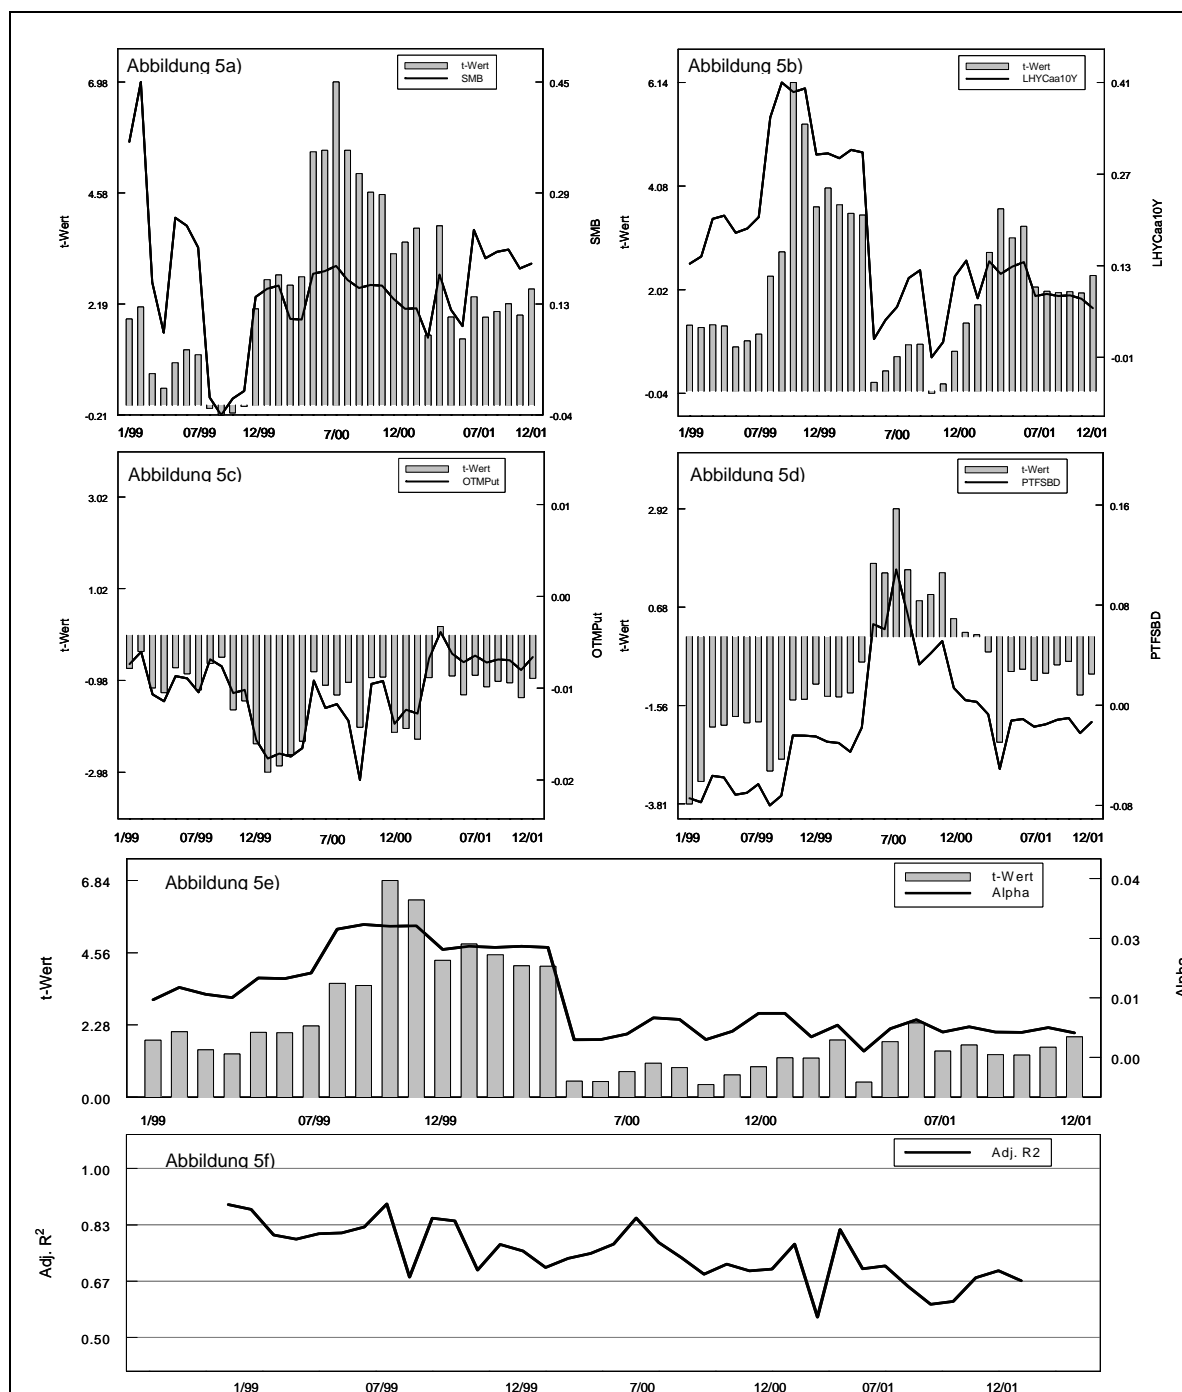 Abbildung 5a)
t-Wert
SMB
6.98
4.58
2.19
-0.21
t-Wert
0.45
0.29
0.13
-0.04
SMB
1/99 07/99 12/99 7/00 12/00 07/01 12/01
Abbildung 5b)
t-Wert
LHYCaa10Y
6.14
4.08
2.02
-0.04
t-Wert
0.41
0.27
0.13
-0.01
LHYCaa10Y
1/99 07/99 12/99 7/00 12/00 07/01 12/01
Abbildung 5c)
t-Wert
OTMPut
3.02
1.02
-0.98
-2.98
t-Wert
0.01
0.00
-0.01
-0.02
OTMPut
1/99 07/99 12/99 7/00 12/00 07/01 12/01
Abbildung 5d)
t-Wert
PTFSBD
2.92
0.68
-1.56
-3.81
t-Wert
0.16
0.08
0.00
-0.08
PTFSBD
1/99 07/99 12/99 7/00 12/00 07/01 12/01
Abbildung 5e)
t-Wert
Alpha
6.84
4.56
2.28
0.00
t-Wert
0.04
0.03
0.01
0.00
Alpha
1/99 07/99 12/99 7/00 12/00 07/01 12/01
Abbildung 5f)
Adj. R2
1.00
0.83
0.67
0.50
Adj. R²
1/99 07/99 12/99 7/00 12/00 07/01 12/01